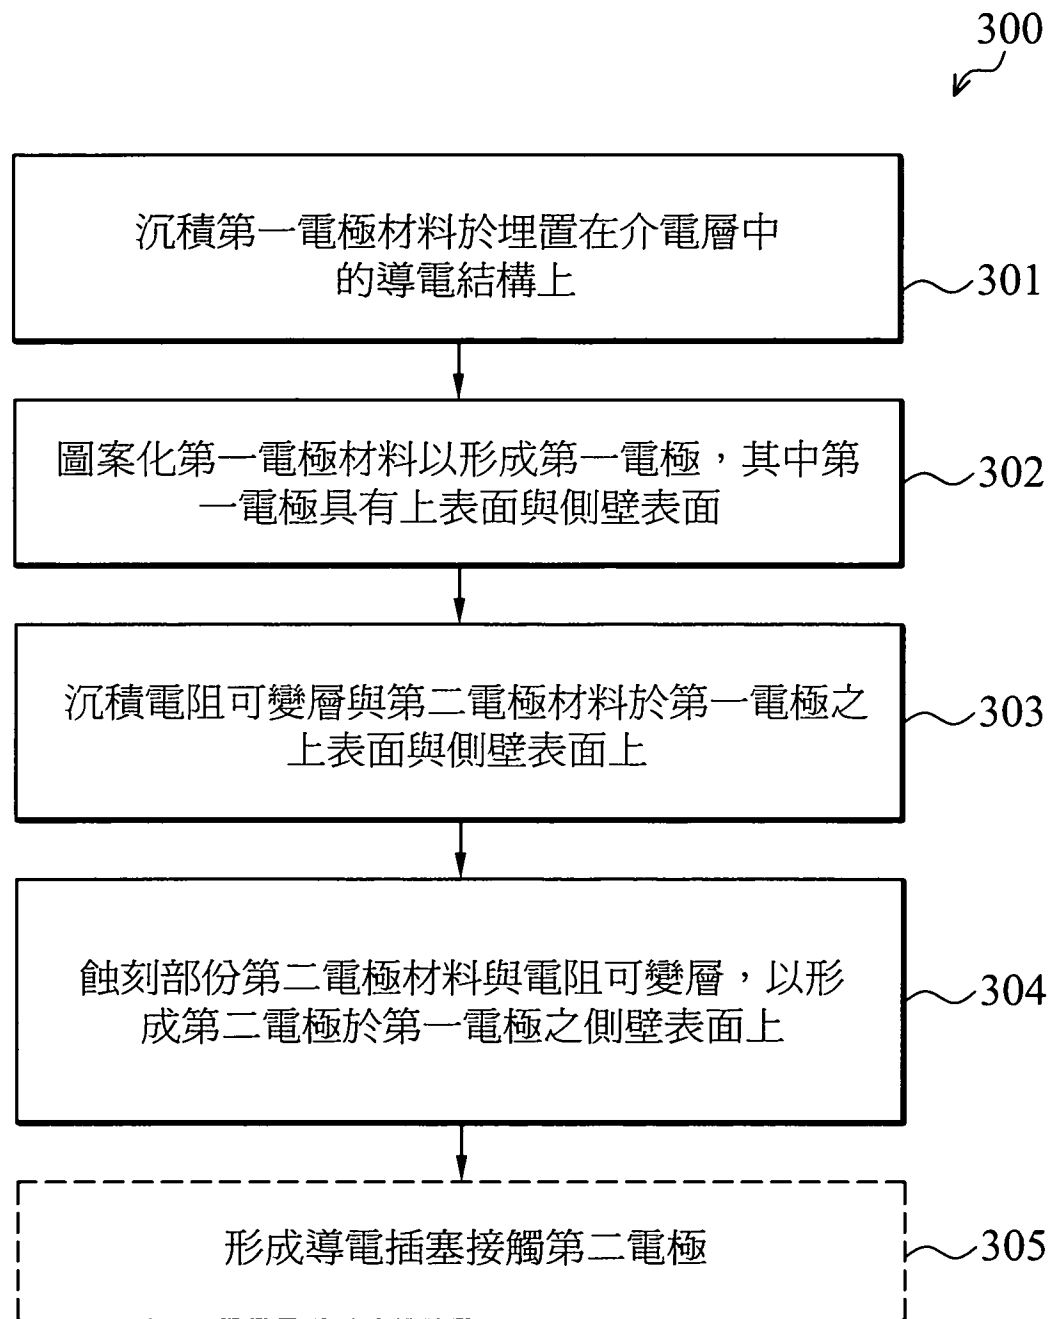 300
沉積第一電極材料於埋置在介電層中
的導電結構上
301
圖案化第一電極材料以形成第一電極，其中第
一電極具有上表面與側壁表面
302
沉積電阻可變層與第二電極材料於第一電極之
上表面與側壁表面上
303
蝕刻部份第二電極材料與電阻可變層，以形
成第二電極於第一電極之側壁表面上
304
形成導電插塞接觸第二電極
305